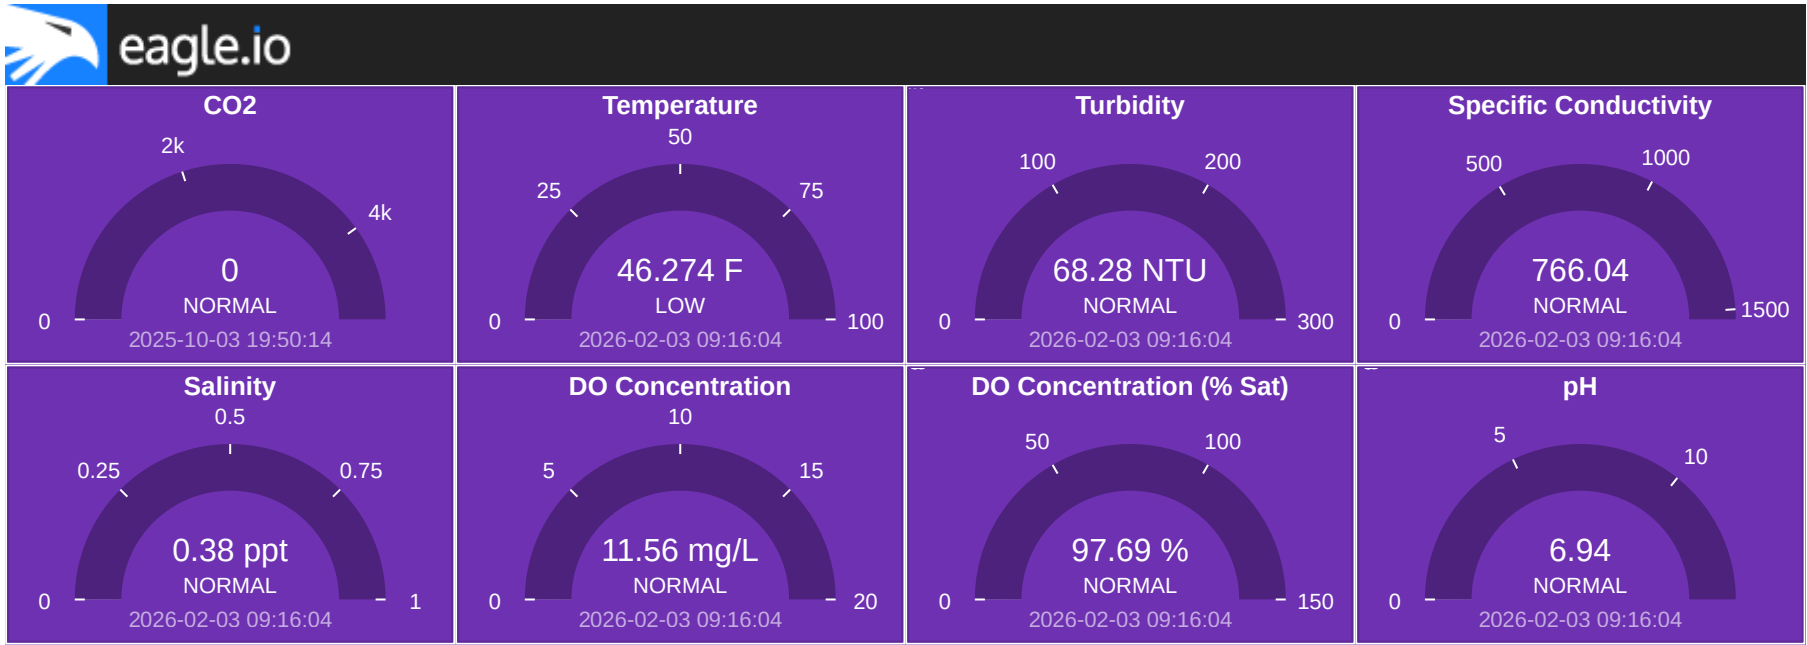 eagle.io
CO2
2k
4k
0
0
NORMAL
2025-10-03 19:50:14
Temperature
50
25
75
46.274 F
LOW
0
100
2026-02-03 09:16:04
Turbidity
100
200
68.28 NTU
NORMAL
0
300
2026-02-03 09:16:04
Specific Conductivity
500
1000
766.04
NORMAL
0
1500
2026-02-03 09:16:04
Salinity
0.5
0.25
0.75
0.38 ppt
NORMAL
0
1
2026-02-03 09:16:04
DO Concentration
10
5
15
11.56 mg/L
NORMAL
0
20
2026-02-03 09:16:04
DO Concentration (% Sat)
50
100
97.69 %
NORMAL
0
150
2026-02-03 09:16:04
pH
5
10
6.94
NORMAL
0
2026-02-03 09:16:04